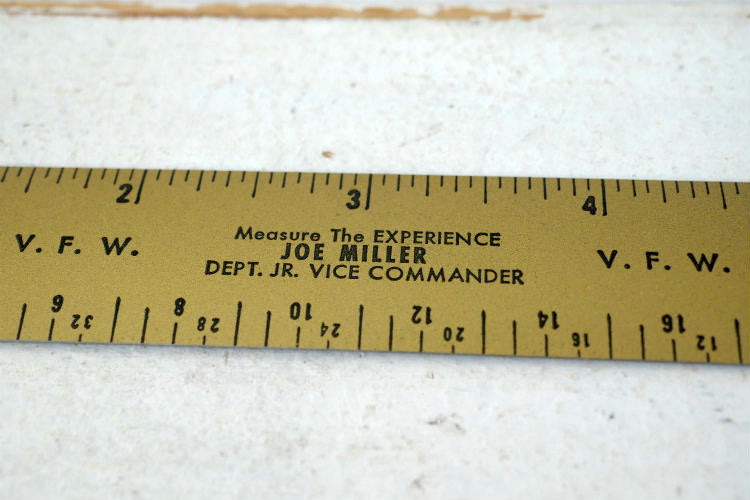 2 3 4
V. F. W. Measure The EXPERIENCE V. F. W.
JOE MILLER
DEPT. JR. VICE COMMANDER
6 32 8 28 10 24 12 20 14 16 16 12